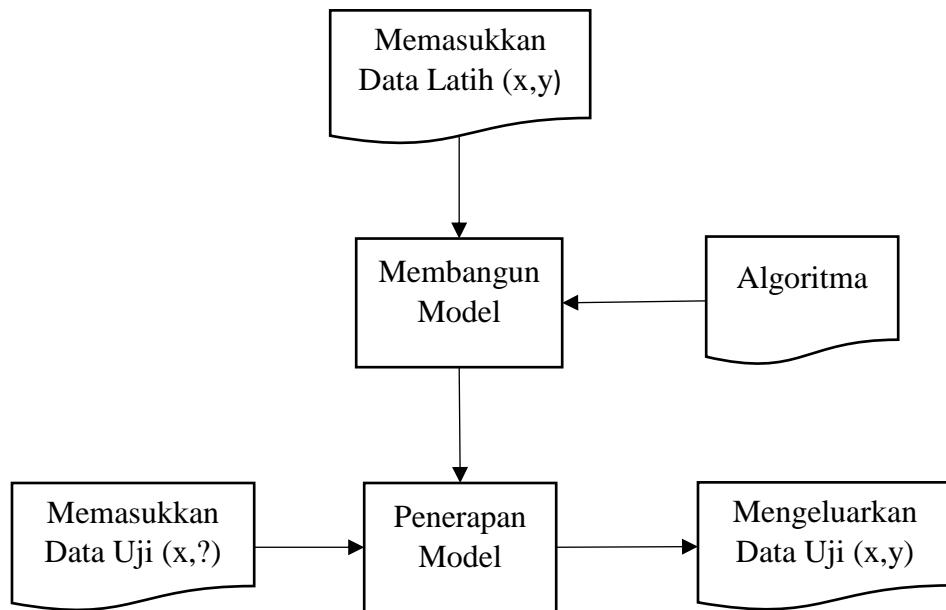 Memasukkan
Data Latih (x,y)
Membangun
Model
Algoritma
Memasukkan
Data Uji (x,?)
Penerapan
Model
Mengeluarkan
Data Uji (x,y)